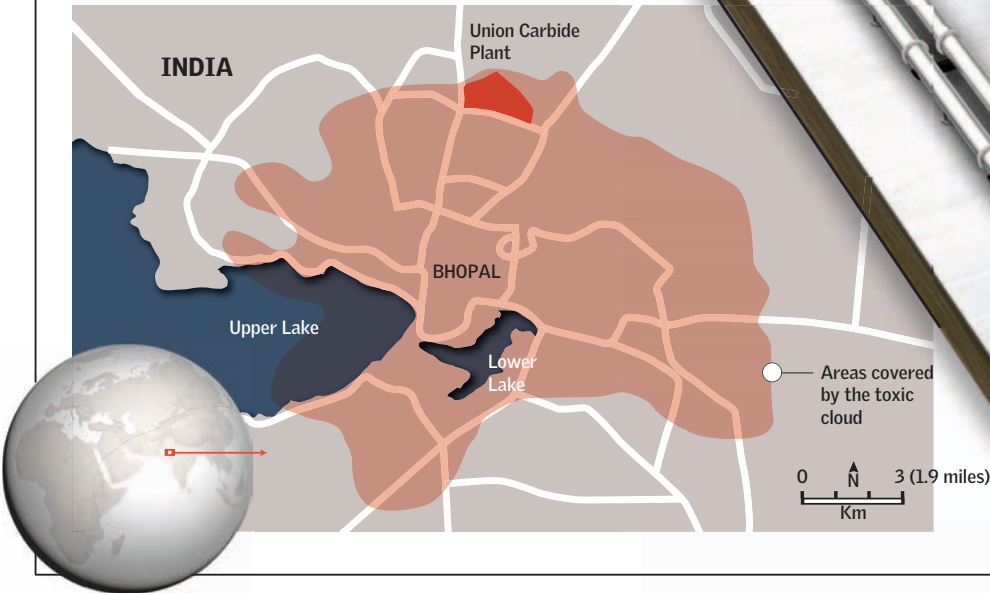 Union Carbide
Plant
INDIA
BHOPAL
Upper Lake
Lower
Lake
Areas covered
by the toxic
cloud
0 N 3 (1.9 miles)
Km